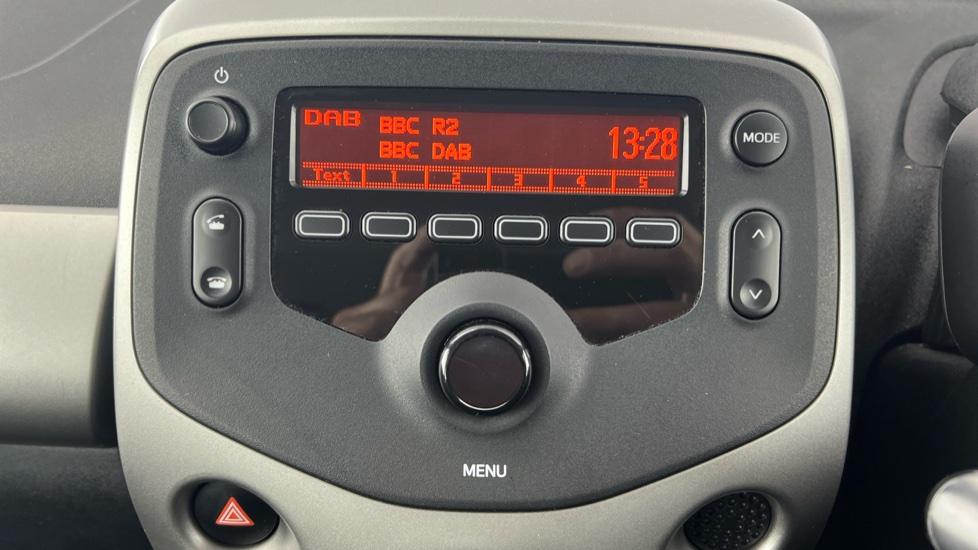 DAB BBC R2 13:28
BBC DAB
Text 1 2 3 4 5
MODE
MENU